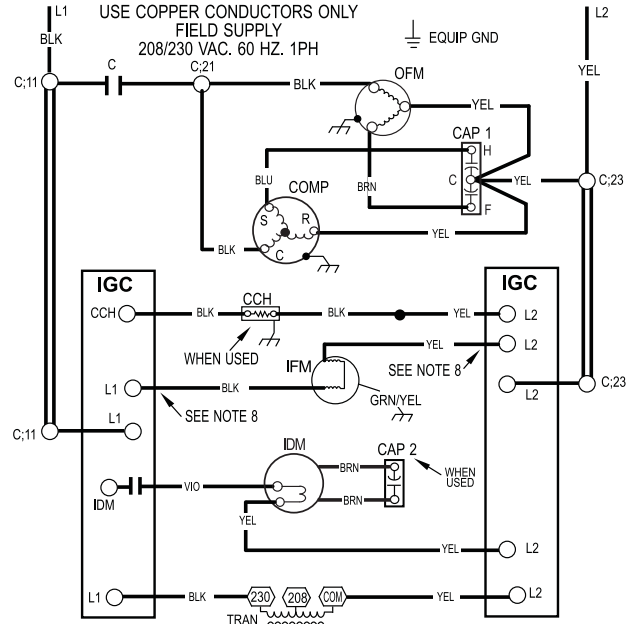 L1
USE COPPER CONDUCTORS ONLY
L2
BLK
FIELD SUPPLY
EQUIP GND
208/230 VAC. 60 HZ. 1PH
C;11
C
C;21
BLK
OFM
YEL
YEL
CAP 1
H
BLU
COMP
BRN
C
YEL
C;23
S
R
F
BLK
C
YEL
IGC
IGC
CCH
BLK
CCH
BLK
YEL
L2
WHEN USED
IFM
YEL
L2
SEE NOTE 8
L1
BLK
GRN/YEL
L2
C;23
SEE NOTE 8
C;11
L1
IDM
CAP 2
BRN
WHEN
USED
IDM
VIO
BRN
YEL
YEL
L2
L1
BLK
230
208
COM
YEL
L2
TRAN